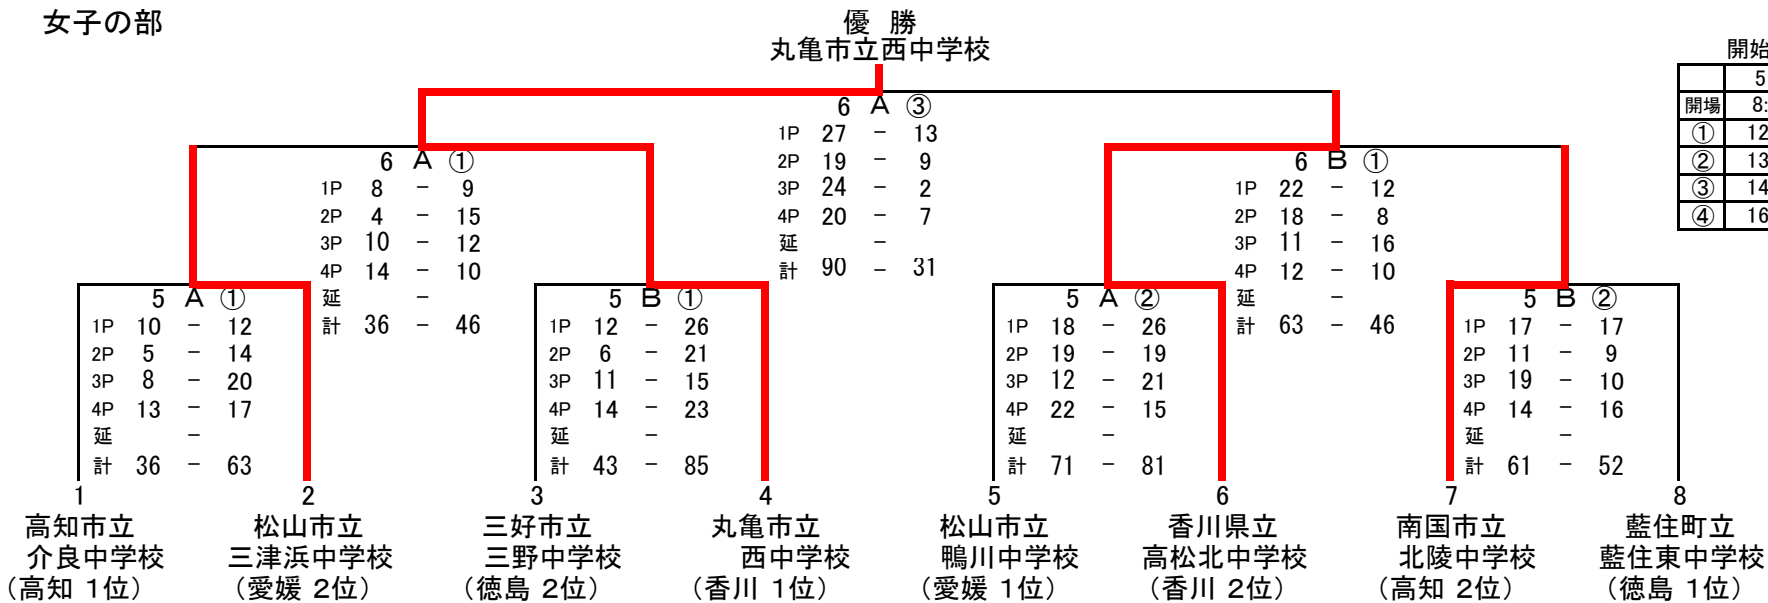 女子の部
優 勝
丸亀市立西中学校
開始
5
開場 8:
① 12
② 13
③ 14
④ 16
6 A ③
1P 27 － 13
2P 19 － 9
3P 24 － 2
4P 20 － 7
延 －
計 90 － 31
6 A ①
1P 8 － 9
2P 4 － 15
3P 10 － 12
4P 14 － 10
延 －
計 36 － 46
6 B ①
1P 22 － 12
2P 18 － 8
3P 11 － 16
4P 12 － 10
延 －
計 63 － 46
5 A ①
1P 10 － 12
2P 5 － 14
3P 8 － 20
4P 13 － 17
延 －
計 36 － 63
5 B ①
1P 12 － 26
2P 6 － 21
3P 11 － 15
4P 14 － 23
延 －
計 43 － 85
5 A ②
1P 18 － 26
2P 19 － 19
3P 12 － 21
4P 22 － 15
延 －
計 71 － 81
5 B ②
1P 17 － 17
2P 11 － 9
3P 19 － 10
4P 14 － 16
延 －
計 61 － 52
1
高知市立
介良中学校
（高知 1位）
2
松山市立
三津浜中学校
（愛媛 2位）
3
三好市立
三野中学校
（徳島 2位）
4
丸亀市立
西中学校
（香川 1位）
5
松山市立
鴨川中学校
（愛媛 1位）
6
香川県立
高松北中学校
（香川 2位）
7
南国市立
北陵中学校
（高知 2位）
8
藍住町立
藍住東中学校
（徳島 1位）